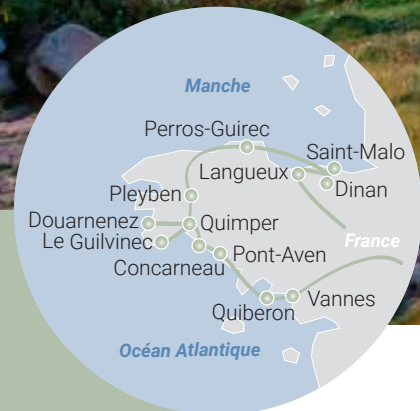 Manche
Perros-Guirec
Saint-Malo
Langueux
Dinan
Pleyben
Douarnenez
Quimper
Le Guilvinec
France
Pont-Aven
Concarneau
Vannes
Quiberon
Océan Atlantique